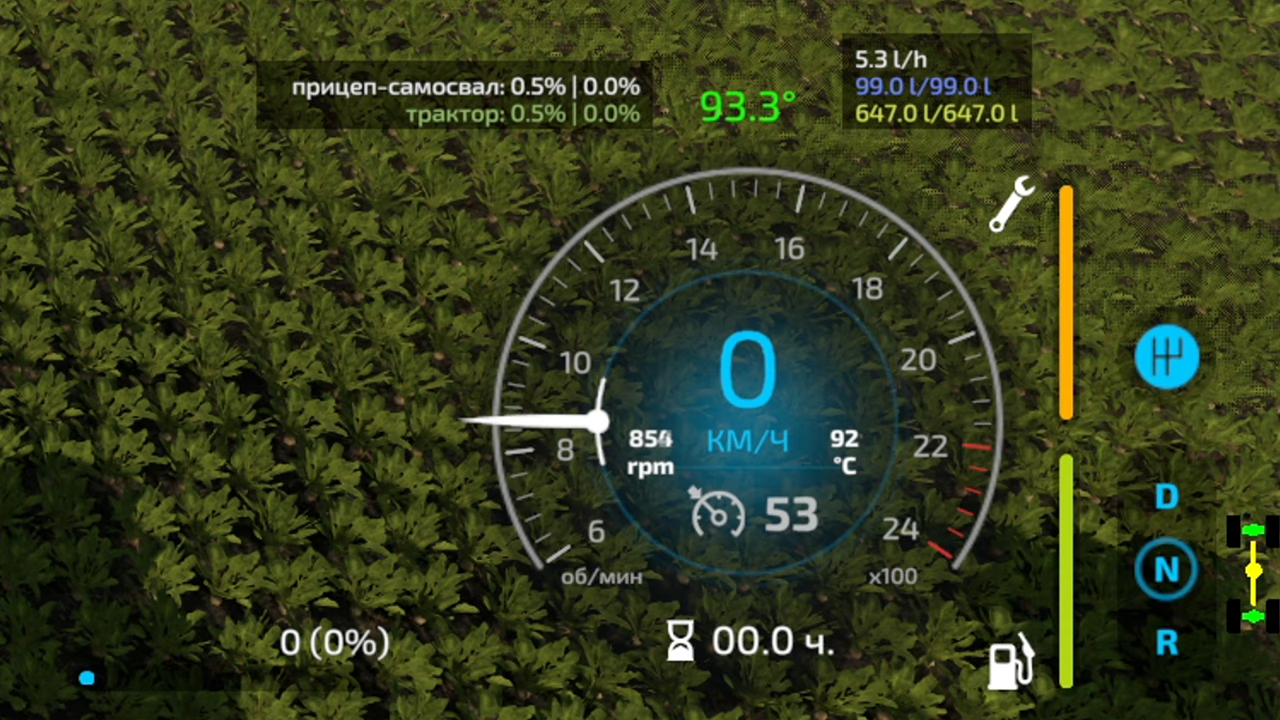 прицеп-самосвал: 0.5% | 0.0%
трактор: 0.5% | 0.0%
93.3°
5.3 l/h
99.0 l/99.0 l
647.0 l/647.0 l
14
16
12
18
10
20
8
22
6
24
0
КМ/Ч
854
rpm
92
°C
53
об/мин
x100
0 (0%)
00.0 ч.
D
N
R